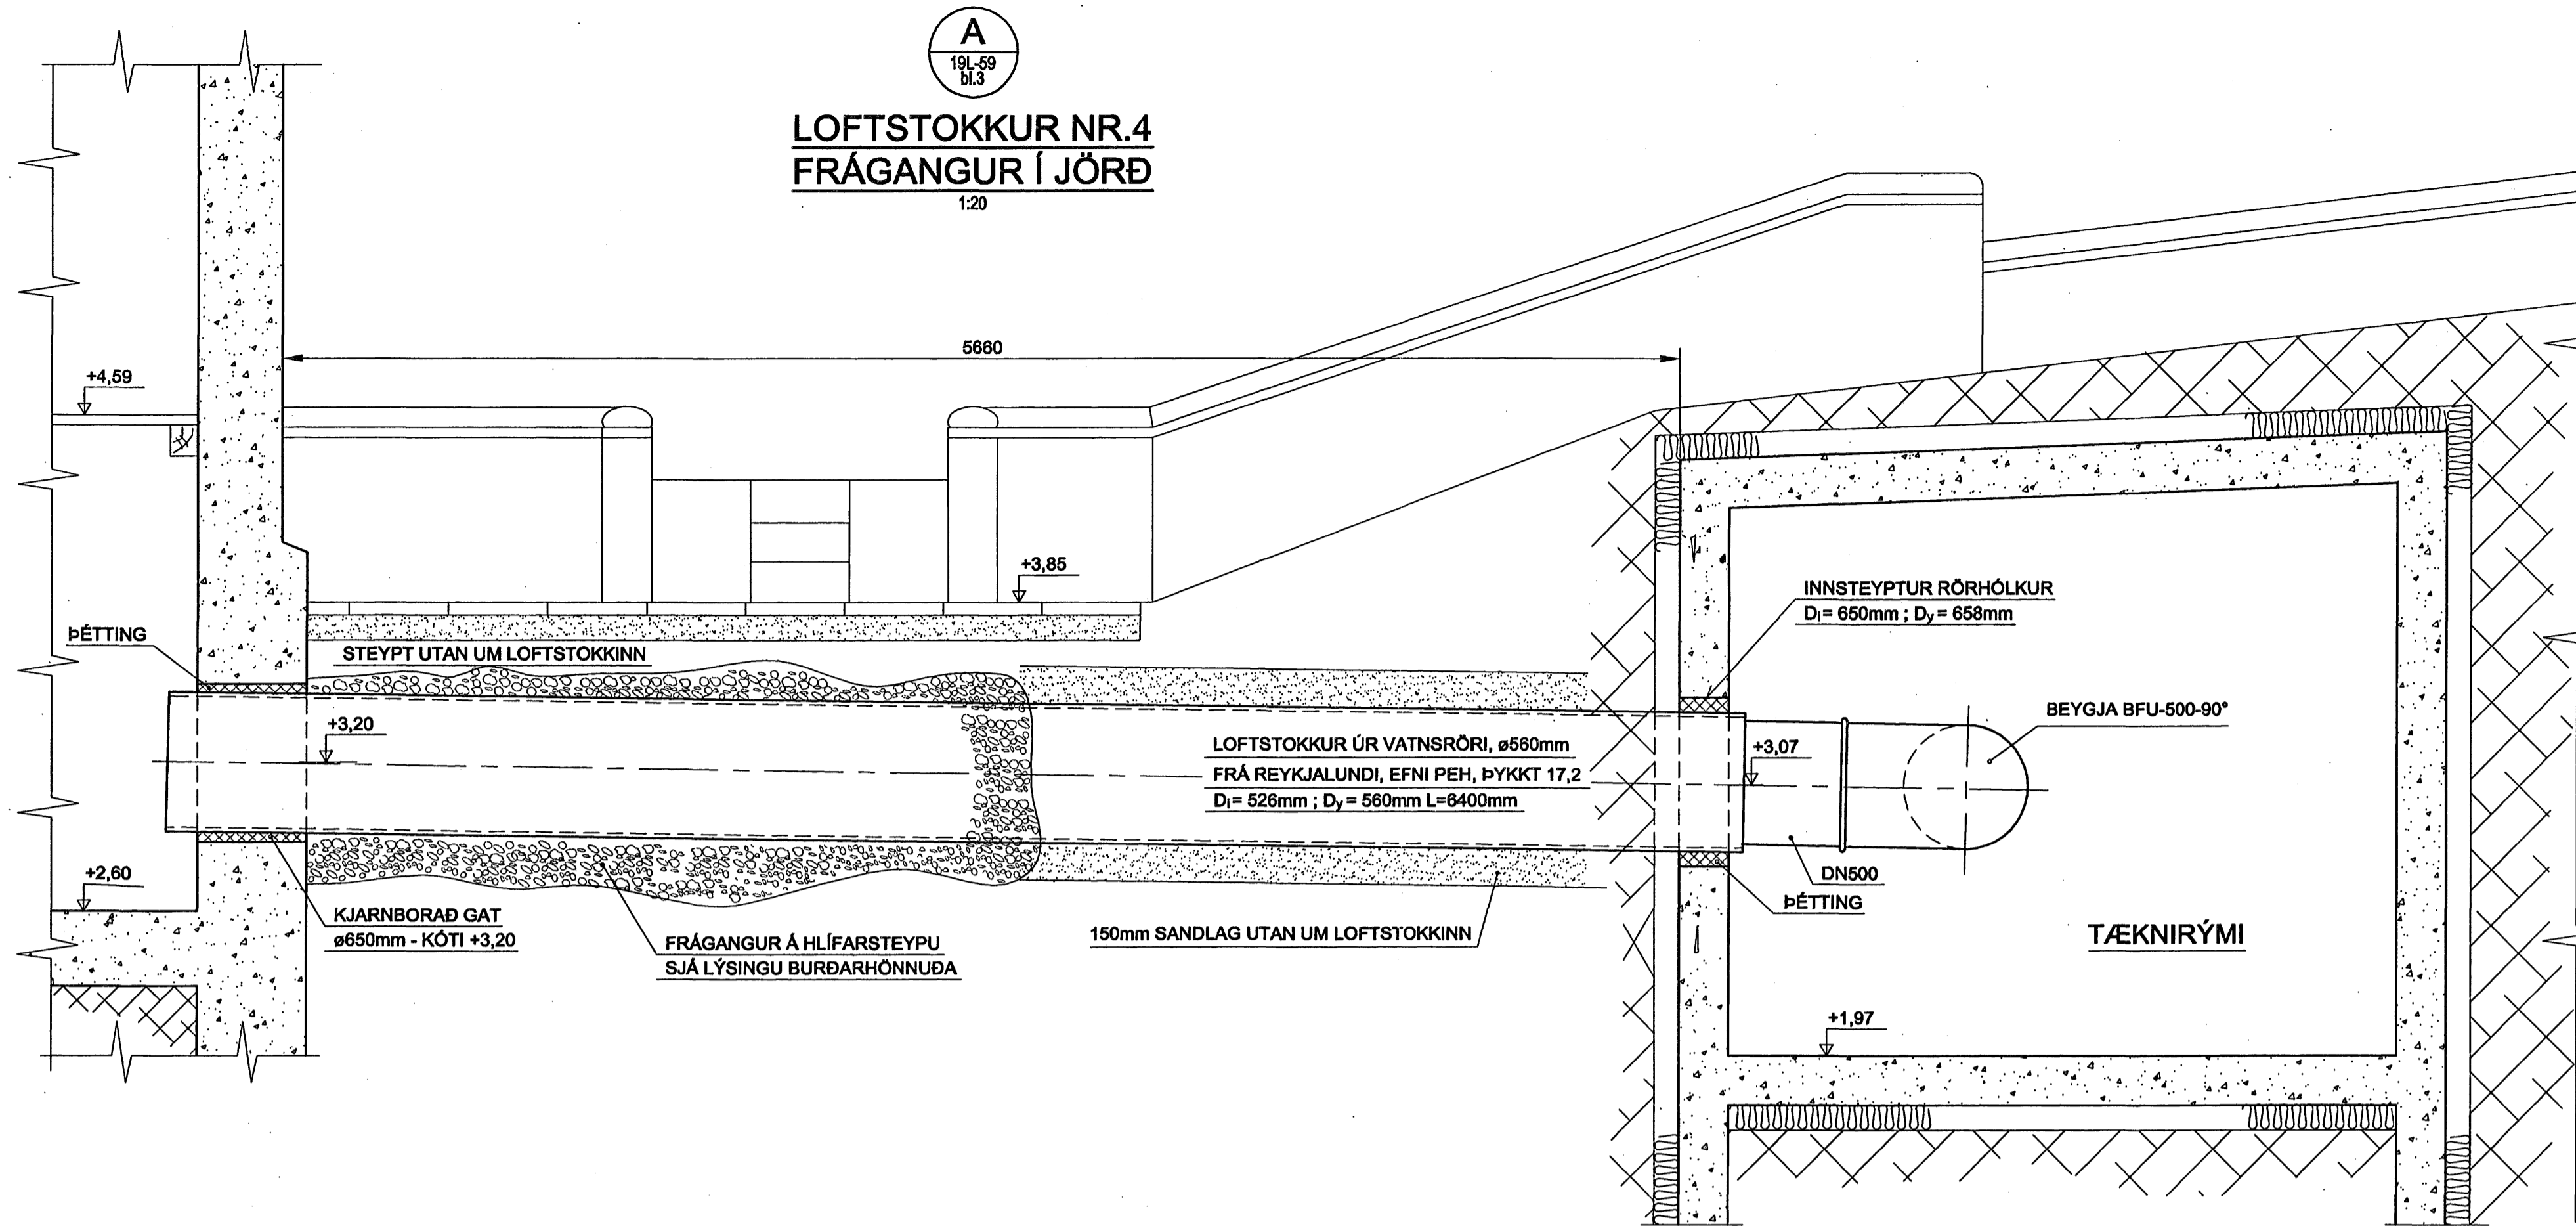 A
19L-59
bl.3
LOFTSTOKKUR NR.4
FRÁGANGUR Í JÖRÐ
1:20
5660
+4,59
+3,85
INNSTEYPTUR RÖRHÓLKUR
Di= 650mm ; Dy = 658mm
ÞÉTTING
STEYPT UTAN UM LOFTSTOKKINN
+3,20
LOFTSTOKKUR ÚR VATNSRÖRI, ø560mm
FRÁ REYKJALUNDI, EFNI PEH, ÞYKKT 17,2
Di= 526mm ; Dy = 560mm L=6400mm
+3,07
BEYGJA BFU-500-90°
+2,60
DN500
ÞÉTTING
KJARNBORAÐ GAT
ø650mm - KÓTI +3,20
FRÁGANGUR Á HLÍFARSTEYPU
SJÁ LÝSINGU BURÐARHÖNNUÐA
150mm SANDLAG UTAN UM LOFTSTOKKINN
TÆKNIRÝMI
+1,97